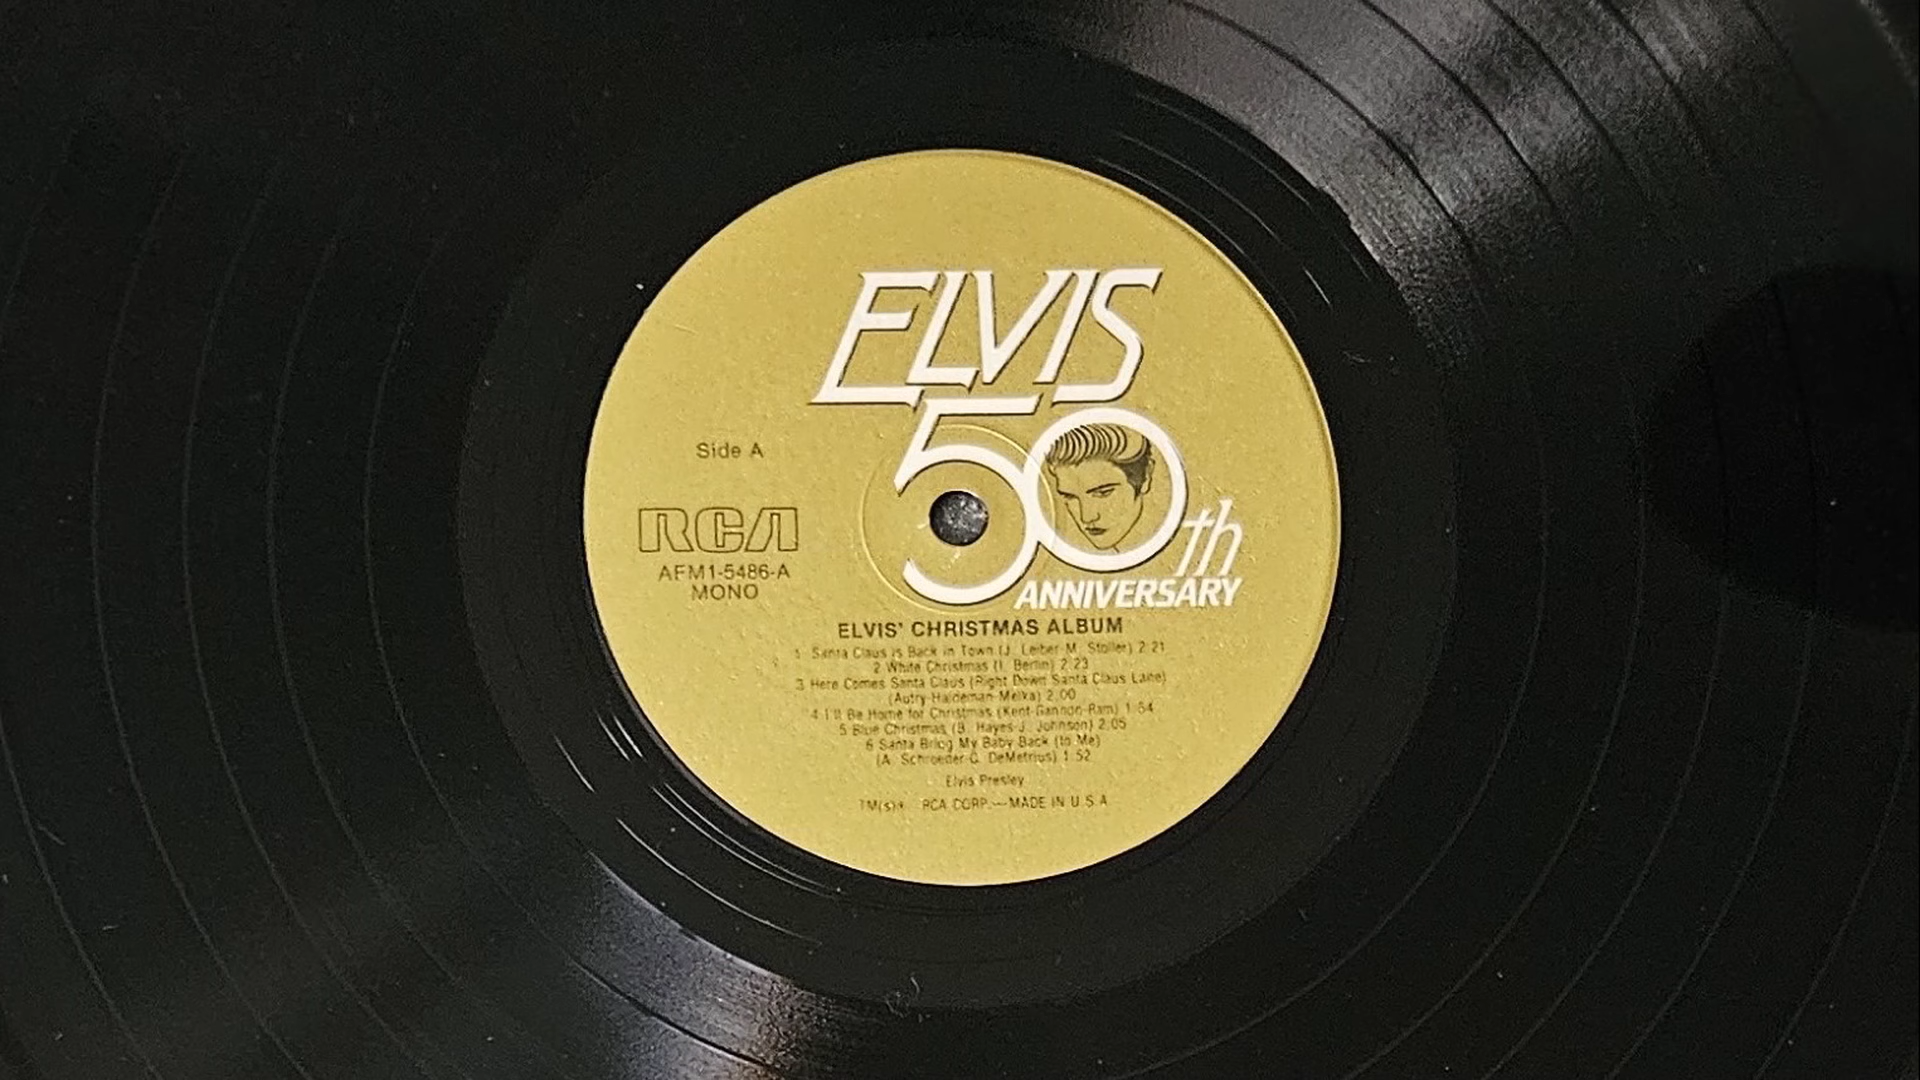 ELVIS
50th
ANNIVERSARY
Side A
RCA
AFM1-5486-A
MONO
ELVIS' CHRISTMAS ALBUM
1 Santa Claus is Back in Town (J. Leiber-M. Stoller) 2:21
2 White Christmas (I. Berlin) 2:23
3 Here Comes Santa Claus (Right Down Santa Claus Lane)
(Autry-Haldeman-Melka) 2:00
4 I'll Be Home for Christmas (Kent-Gannon-Ram) 1:54
5 Blue Christmas (B. Hayes-J. Johnson) 2:05
6 Santa Bring My Baby Back (to Me)
(A. Schroeder-C. DeMetrius) 1:52
Elvis Presley
TM(s)® RCA CORP.—MADE IN U.S.A.